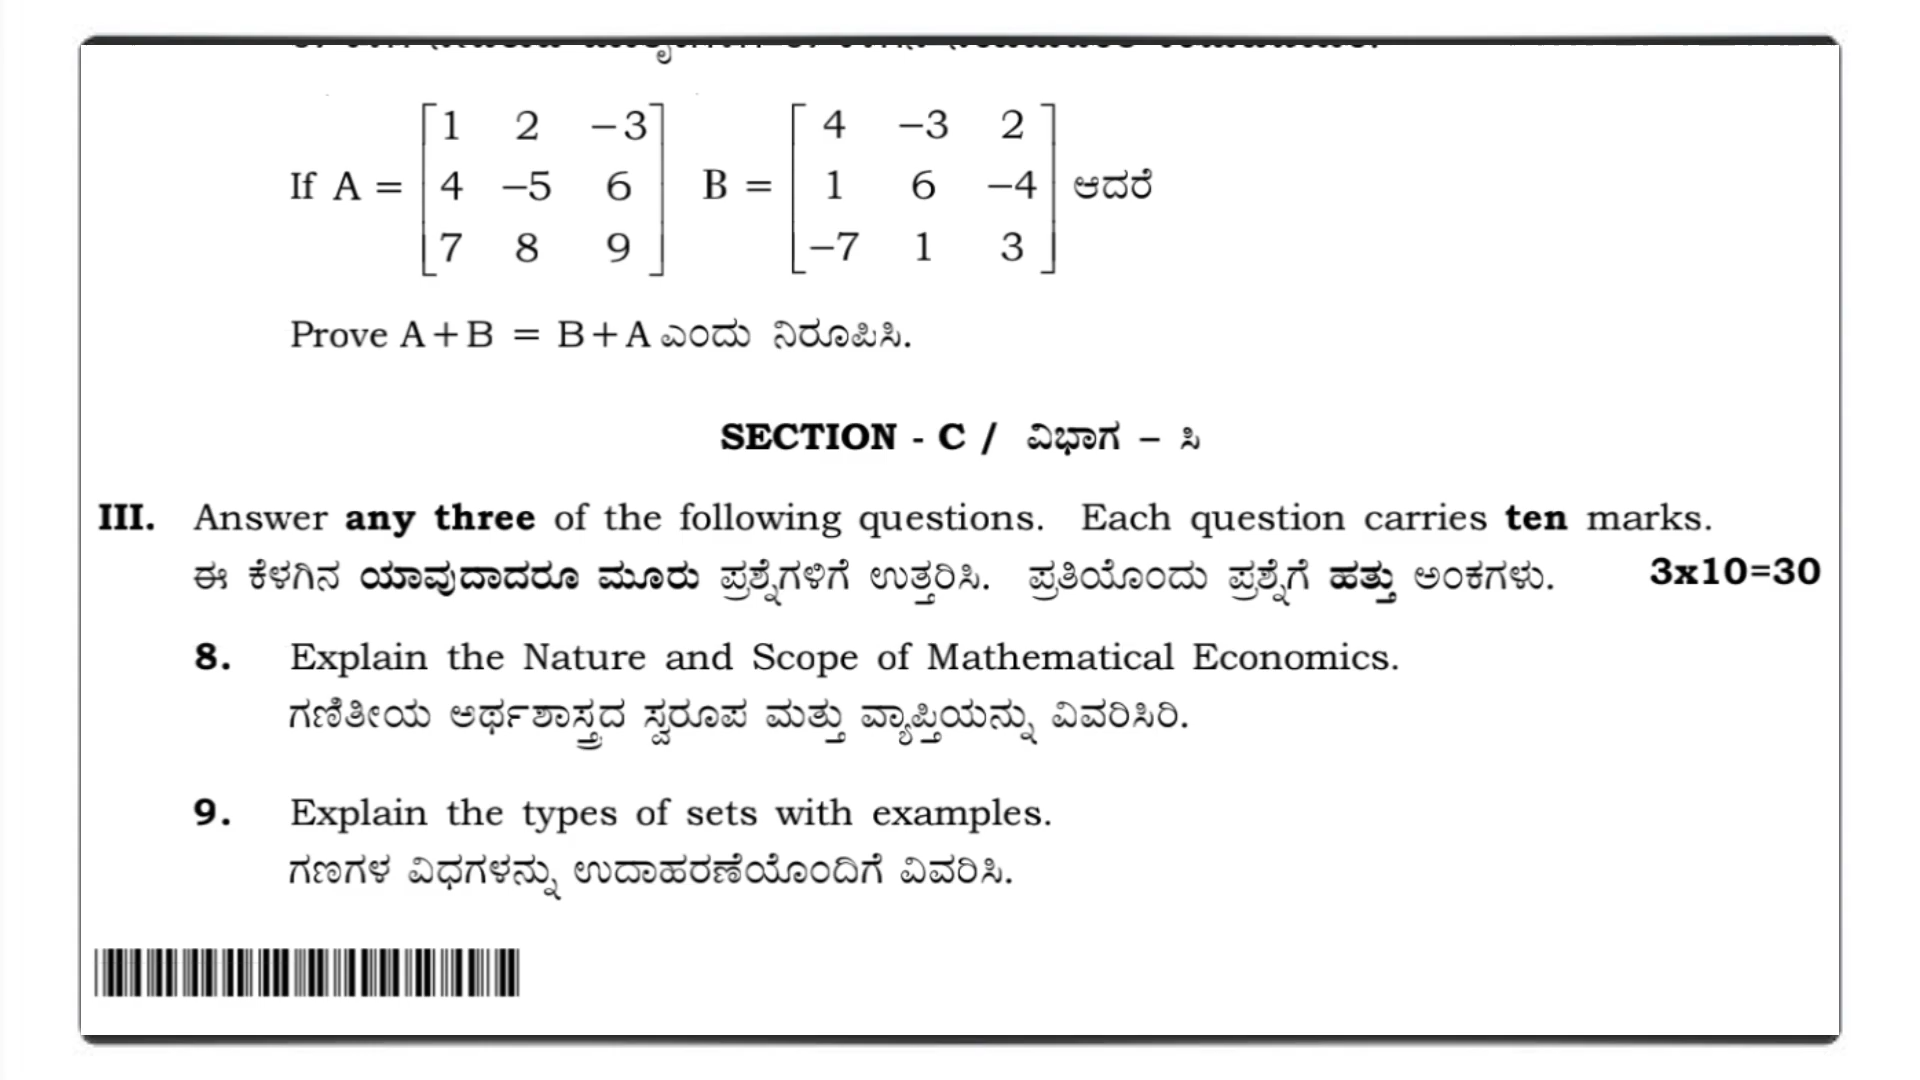 If A = [1 2 −3 4 −5 6 7 8 9] B = [4 −3 2 1 6 −4 −7 1 3] ಆದರೆ
Prove A+B = B+A ಎಂದು ನಿರೂಪಿಸಿ.
SECTION - C / ವಿಭಾಗ – ಸಿ
III. Answer any three of the following questions. Each question carries ten marks.
ಈ ಕೆಳಗಿನ ಯಾವುದಾದರೂ ಮೂರು ಪ್ರಶ್ನೆಗಳಿಗೆ ಉತ್ತರಿಸಿ. ಪ್ರತಿಯೊಂದು ಪ್ರಶ್ನೆಗೆ ಹತ್ತು ಅಂಕಗಳು. 3x10=30
8. Explain the Nature and Scope of Mathematical Economics.
ಗಣಿತೀಯ ಅರ್ಥಶಾಸ್ತ್ರದ ಸ್ವರೂಪ ಮತ್ತು ವ್ಯಾಪ್ತಿಯನ್ನು ವಿವರಿಸಿರಿ.
9. Explain the types of sets with examples.
ಗಣಗಳ ವಿಧಗಳನ್ನು ಉದಾಹರಣೆಯೊಂದಿಗೆ ವಿವರಿಸಿ.